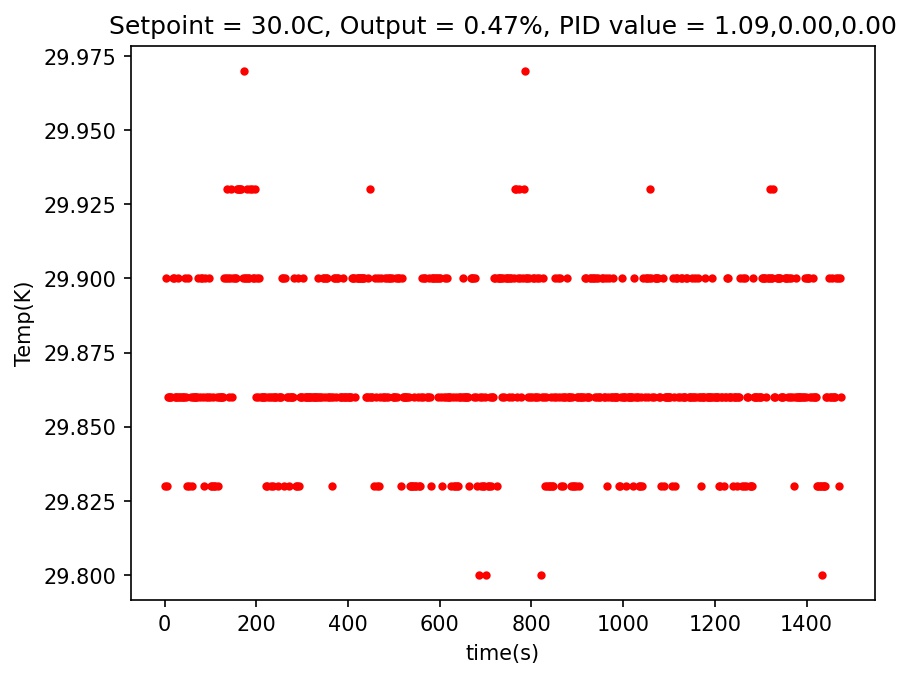 Setpoint = 30.0C, Output = 0.47%, PID value = 1.09,0.00,0.00
29.975
29.950
29.925
29.900
29.875
29.850
29.825
29.800
Temp(K)
0 200 400 600 800 1000 1200 1400
time(s)